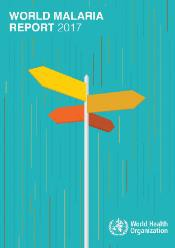 WORLD MALARIA
REPORT 2017
World Health
Organization